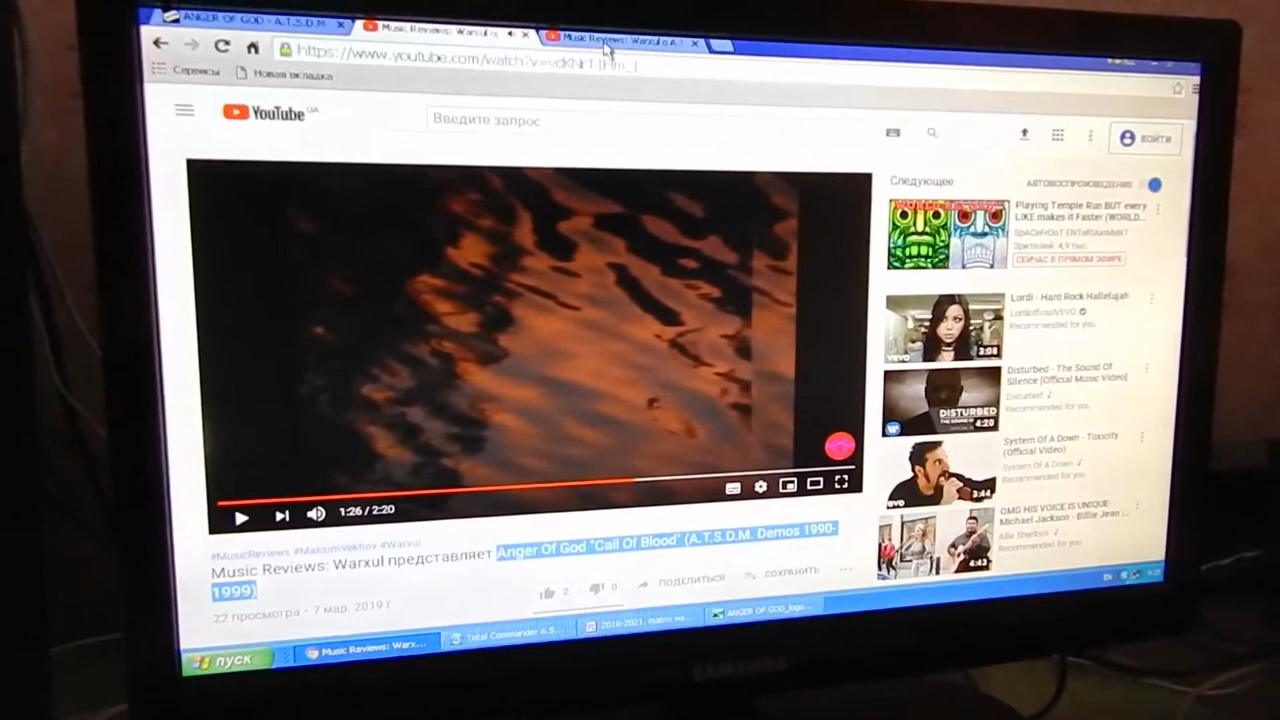 ANGER OF GOD - A.T.S.D.M
Music Reviews: Warxul
Music Reviews: Warxul
https://www.youtube.com/watch?v=
Сервисы
Новая вкладка
YouTube UA
Введите запрос
ВОЙТИ
Следующее
АВТОВОСПРОИЗВЕДЕНИЕ
Playing Temple Run BUT every
LIKE makes it Faster (WORLD...
SpAcEFrOsT ENTeRtAinMeNT
Зрителей: 4,9 тыс.
СЕЙЧАС В ПРЯМОМ ЭФИРЕ
Lordi - Hard Rock Hallelujah
LordiofficialVEVO
Recommended for you
vevo
3:08
Disturbed - The Sound Of
Silence [Official Music Video]
Disturbed
Recommended for you
DISTURBED
4:20
System Of A Down - Toxicity
(Official Video)
System Of A Down
Recommended for you
3:44
OMG HIS VOICE IS UNIQUE-
Michael Jackson - Billie Jean |...
Allie Sherlock
Recommended for you
4:43
1:26 / 2:20
#MusicReviews #MaksimVekhov #Warxul
Music Reviews: Warxul представляет Anger Of God "Call Of Blood" (A.T.S.D.M. Demos 1990-
1999)
22 просмотра • 7 мар. 2019 г
2
0
ПОДЕЛИТЬСЯ
СОХРАНИТЬ
пуск
Music Reviews: Warx...
Total Commander 6.5...
ANGER OF GOD_logo...
EN
SAMSUNG